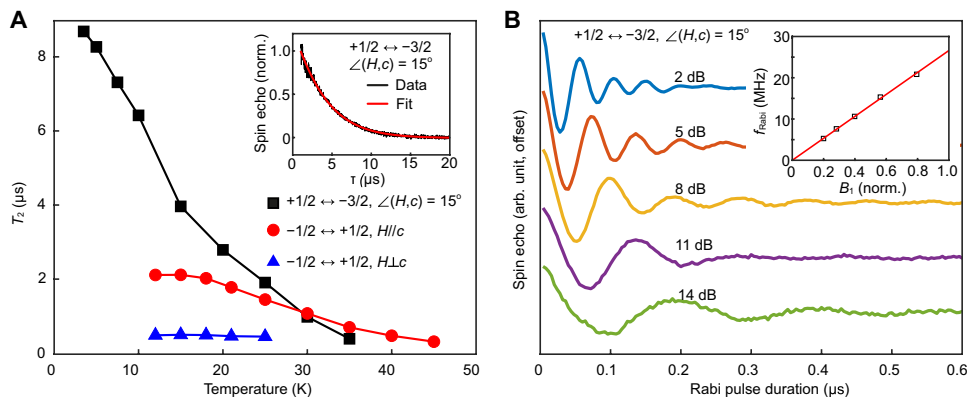 A
8
6
4
2
0
T₂ (μs)
0
10
20
30
40
50
Temperature (K)
+1/2 ↔ −3/2
∠(H,c) = 15°
Data
Fit
1.0
0.5
0
Spin echo (norm.)
1
5
10
15
20
τ (μs)
+1/2 ↔ −3/2, ∠(H,c) = 15°
−1/2 ↔ +1/2, H//c
−1/2 ↔ +1/2, H⊥c
B
+1/2 ↔ −3/2, ∠(H,c) = 15°
2 dB
5 dB
8 dB
11 dB
14 dB
Spin echo (arb. unit, offset)
0
0.1
0.2
0.3
0.4
0.5
0.6
Rabi pulse duration (μs)
30
20
10
0
f_Rabi (MHz)
0.2
0.4
0.6
0.8
1.0
B₁ (norm.)